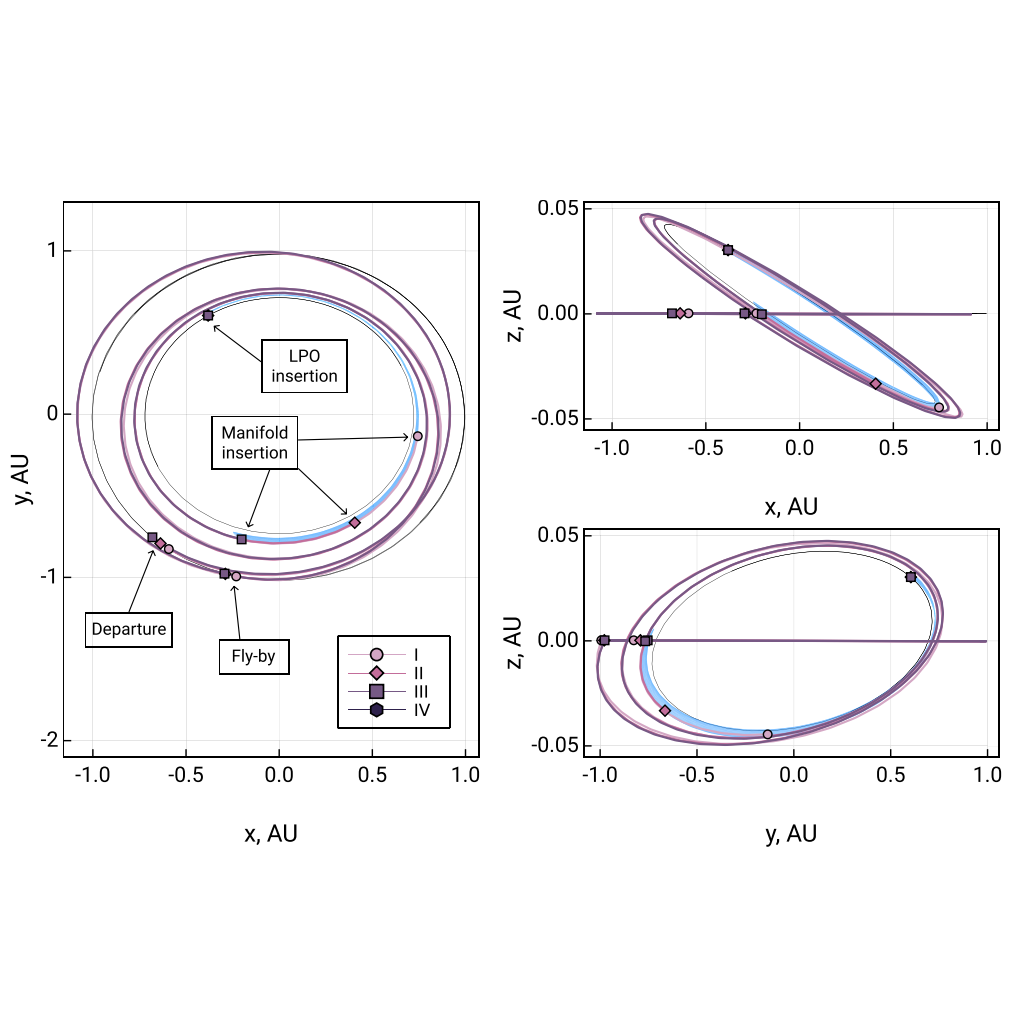 1
0
-1
-2
-1.0
-0.5
0.0
0.5
1.0
x, AU
y, AU
LPO
insertion
Manifold
insertion
Departure
Fly-by
I
II
III
IV
0.05
0.00
-0.05
-1.0
-0.5
0.0
0.5
1.0
x, AU
z, AU
0.05
0.00
-0.05
-1.0
-0.5
0.0
0.5
1.0
y, AU
z, AU